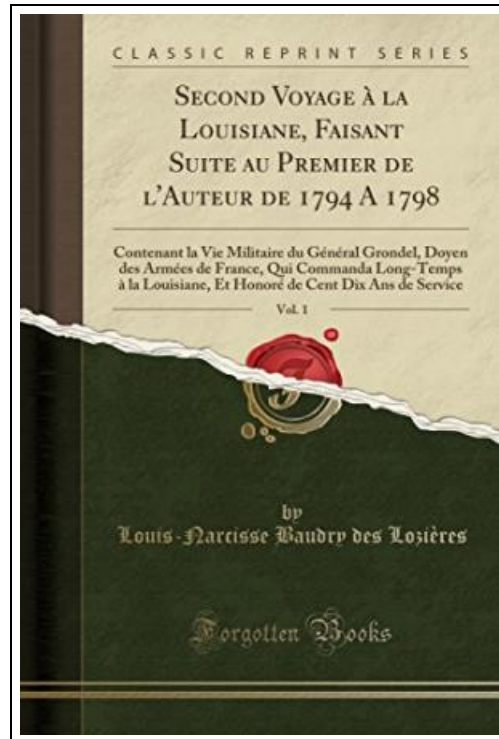 CLASSIC REPRINT SERIES
SECOND VOYAGE À LA
LOUISIANE, FAISANT
SUITE AU PREMIER DE
L'AUTEUR DE 1794 A 1798
Contenant la Vie Militaire du Général Grondel, Doyen
des Armées de France, Qui Commanda Long-Temps
à la Louisiane, Et Honoré de Cent Dix Ans de Service
Vol. 1
F
by
Louis-Narcisse Baudry des Lozières
Forgotten Books